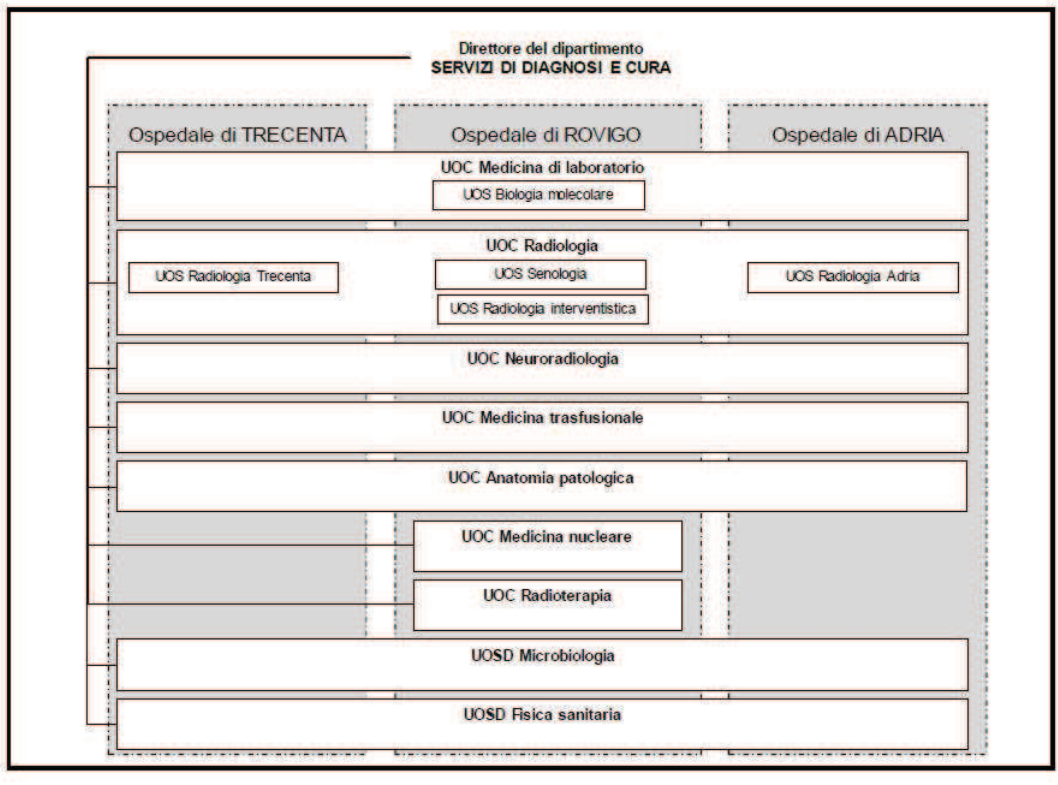 Direttore del dipartimento
SERVIZI DI DIAGNOSI E CURA
Ospedale di TRECENTA
Ospedale di ROVIGO
Ospedale di ADRIA
UOC Medicina di laboratorio
UOS Biologia molecolare
UOC Radiologia
UOS Radiologia Trecenta
UOS Senologia
UOS Radiologia Adria
UOS Radiologia interventistica
UOC Neuroradiologia
UOC Medicina trasfusionale
UOC Anatomia patologica
UOC Medicina nucleare
UOC Radioterapia
UOSD Microbiologia
UOSD Fisica sanitaria